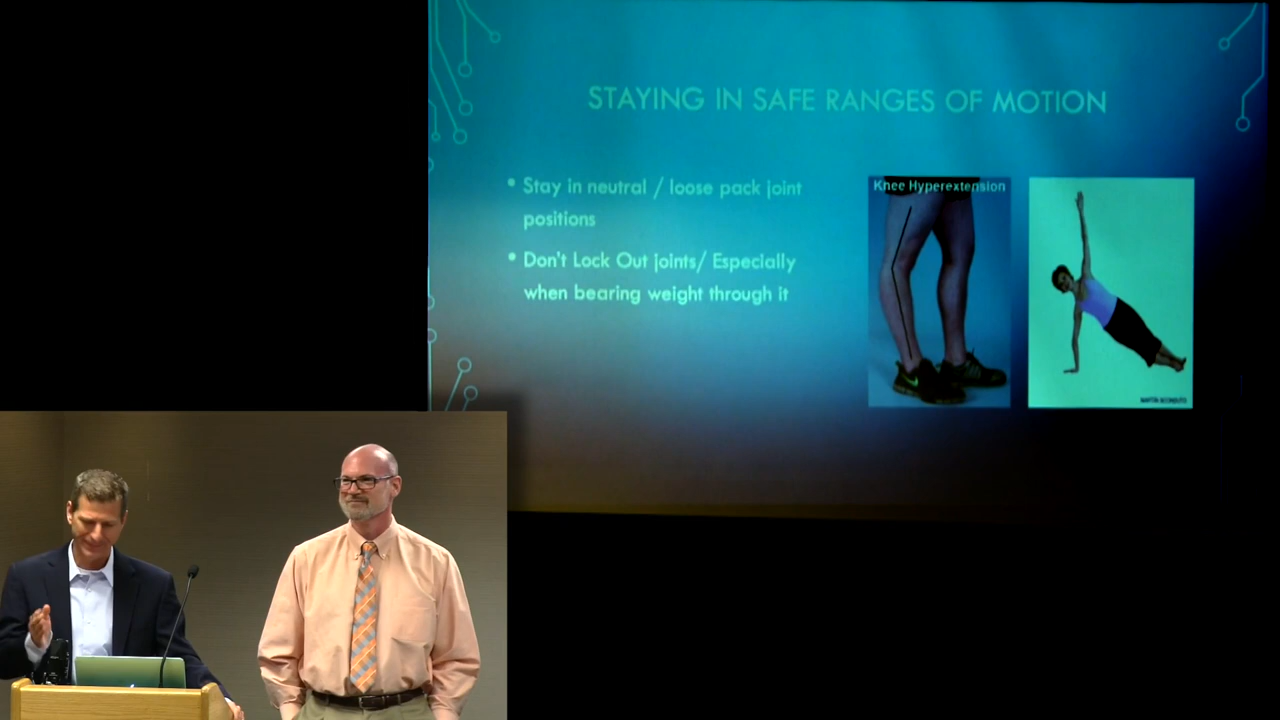 STAYING IN SAFE RANGES OF MOTION
• Stay in neutral / loose pack joint
positions
• Don't Lock Out joints/ Especially
when bearing weight through it
Knee Hyperextension